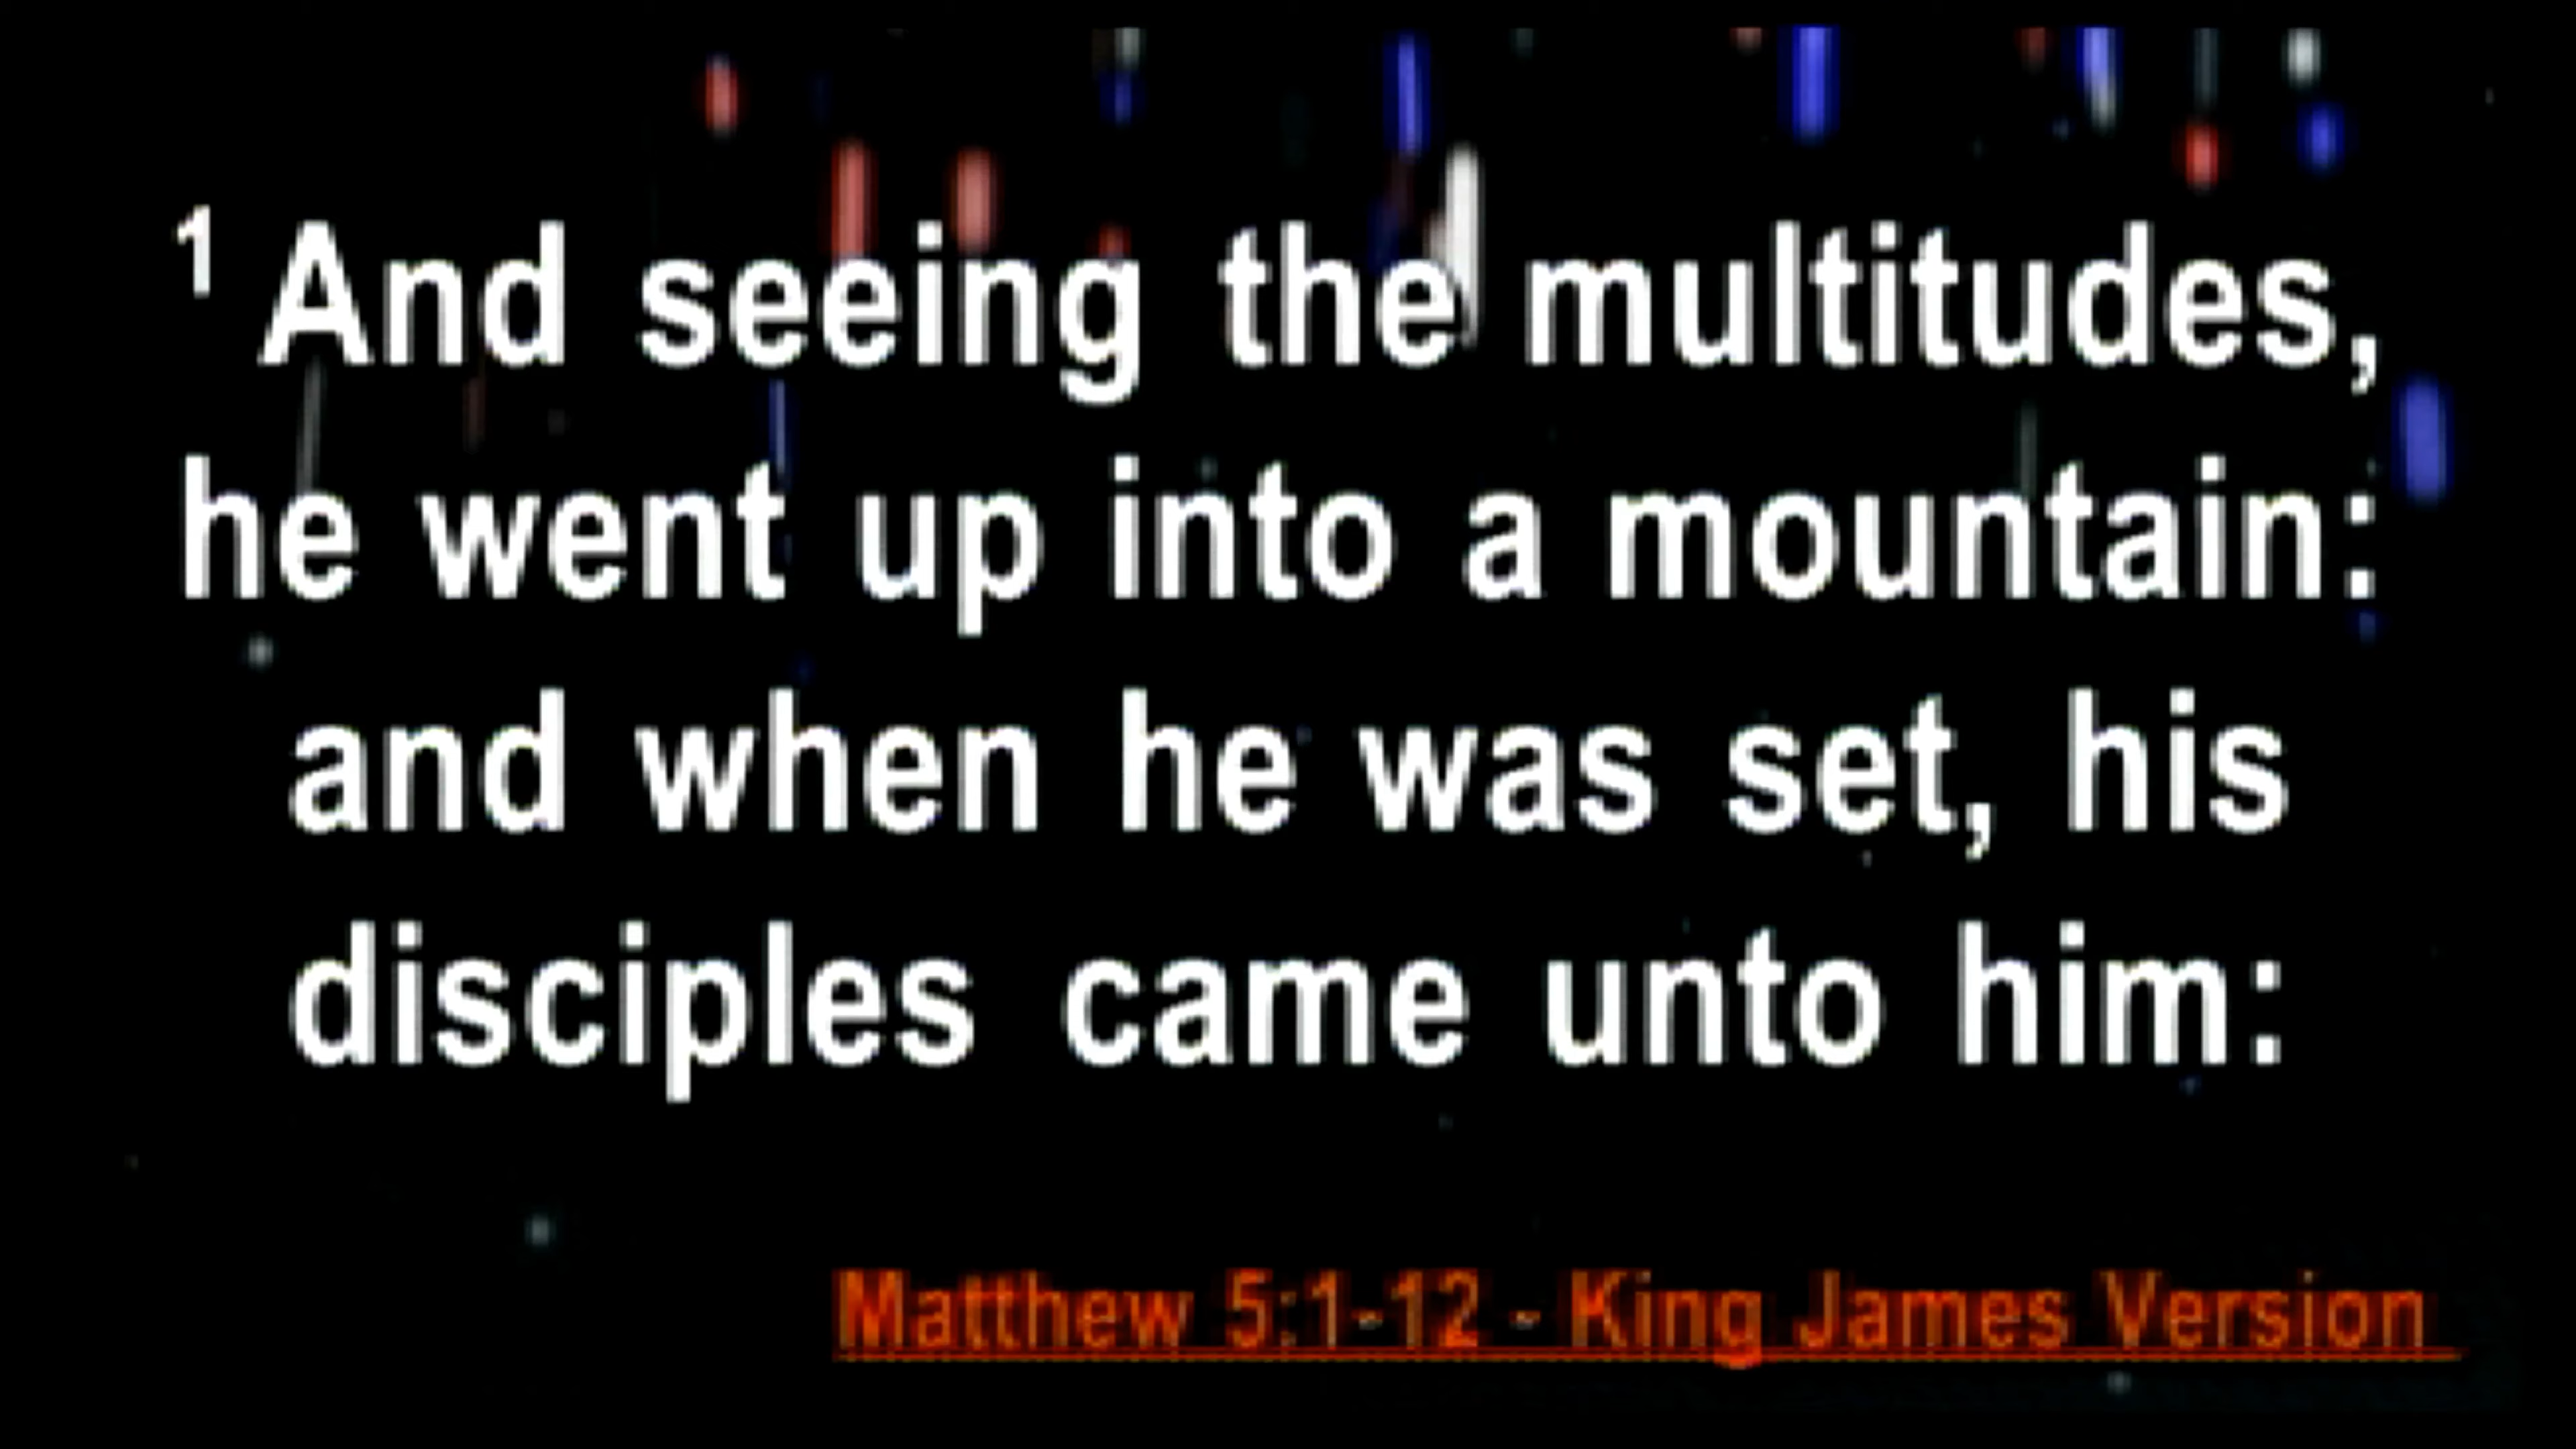 1 And seeing the multitudes,
he went up into a mountain:
and when he was set, his
disciples came unto him:
Matthew 5:1-12 - King James Version